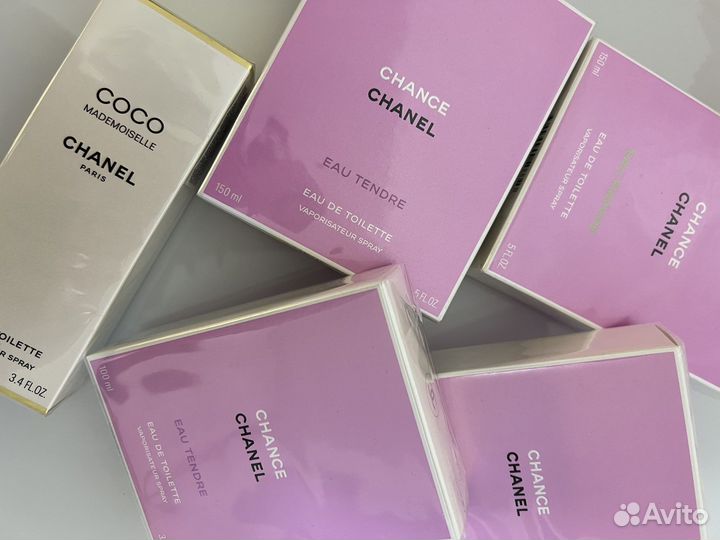 COCO
MADEMOISELLE
CHANEL
PARIS
TOILETTE
SPRAY
3.4 FL.OZ.
CHANCE
CHANEL
EAU TENDRE
150 ml
EAU DE TOILETTE
VAPORISATEUR SPRAY
5 FL.OZ.
150 ml
EAU DE TOILETTE
VAPORISATEUR SPRAY
CHANCE
CHANEL
5 FL.OZ.
100 ml
CHANCE
CHANEL
EAU TENDRE
EAU DE TOILETTE
VAPORISATEUR SPRAY
CHANCE
CHANEL
Avito